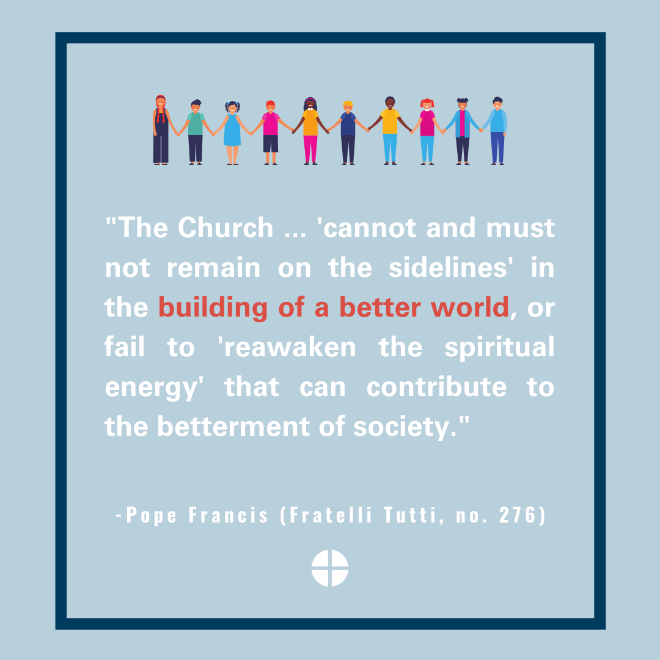 "The Church ... 'cannot and must
not remain on the sidelines' in
the building of a better world, or
fail to 'reawaken the spiritual
energy' that can contribute to
the betterment of society."
-Pope Francis (Fratelli Tutti, no. 276)